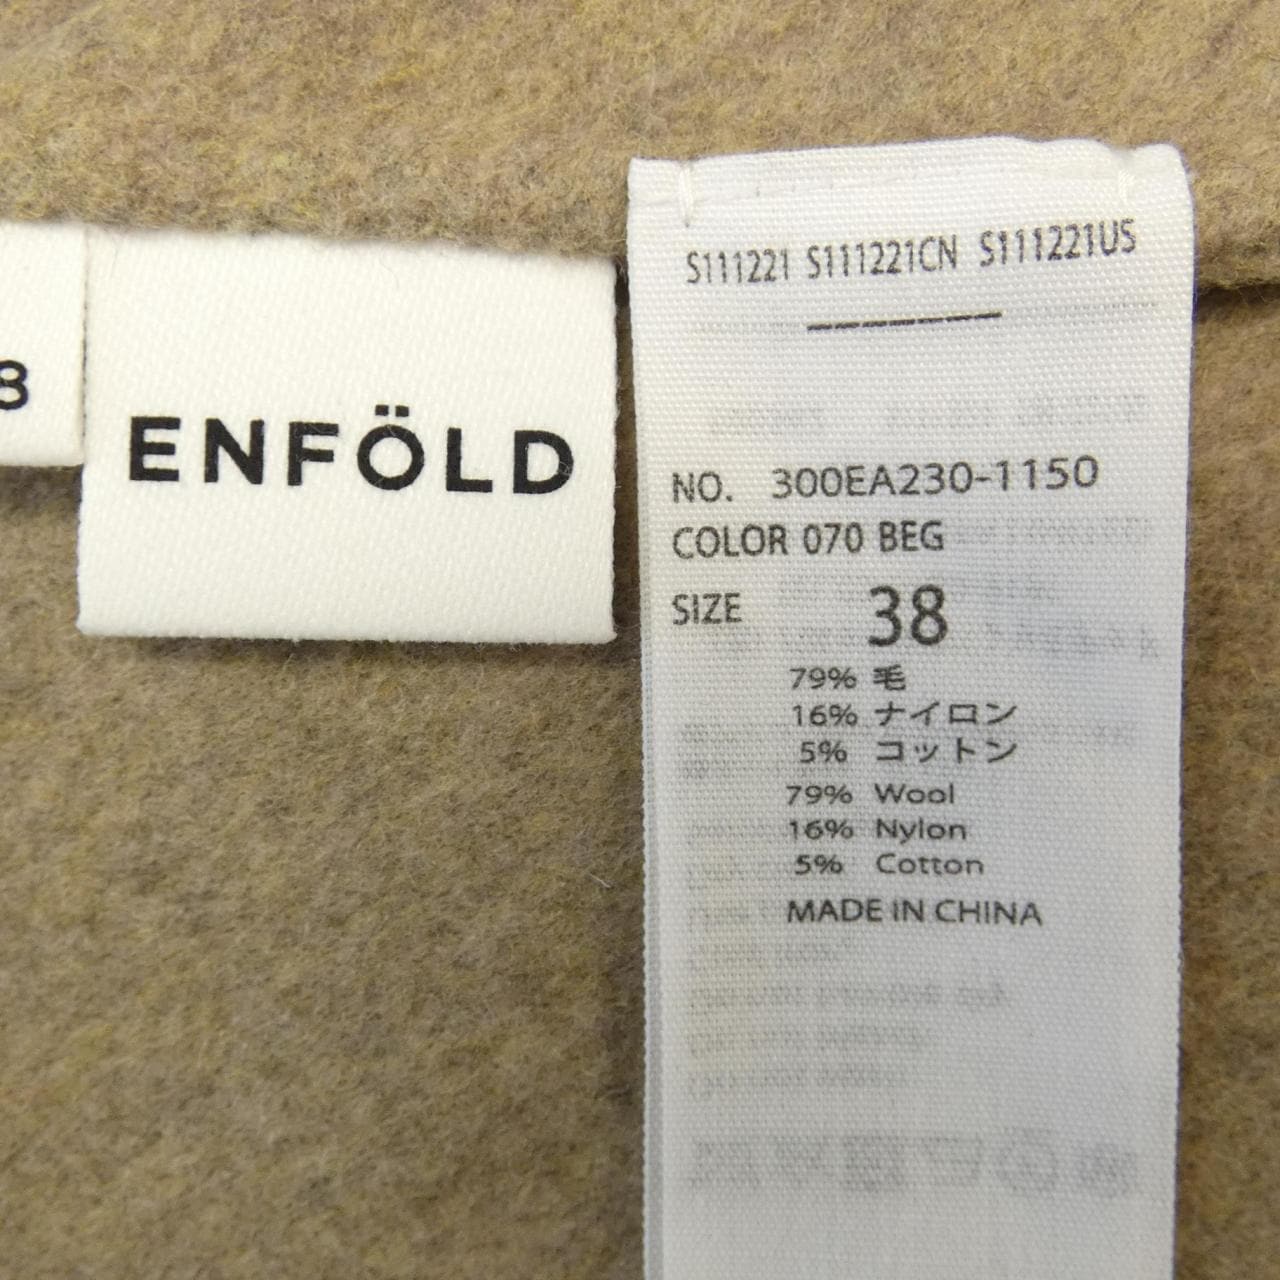 8
ENFÖLD
S111221 S111221CN S111221US
NO. 300EA230-1150
COLOR 070 BEG
SIZE 38
79% 毛
16% ナイロン
5% コットン
79% Wool
16% Nylon
5% Cotton
MADE IN CHINA